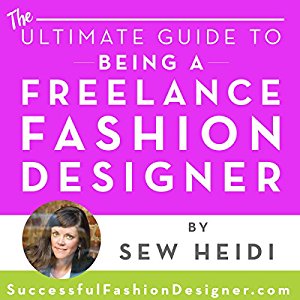 The
ULTIMATE GUIDE TO
BEING A
FREELANCE
FASHION
DESIGNER
BY
SEW HEIDI
SuccessfulFashionDesigner.com